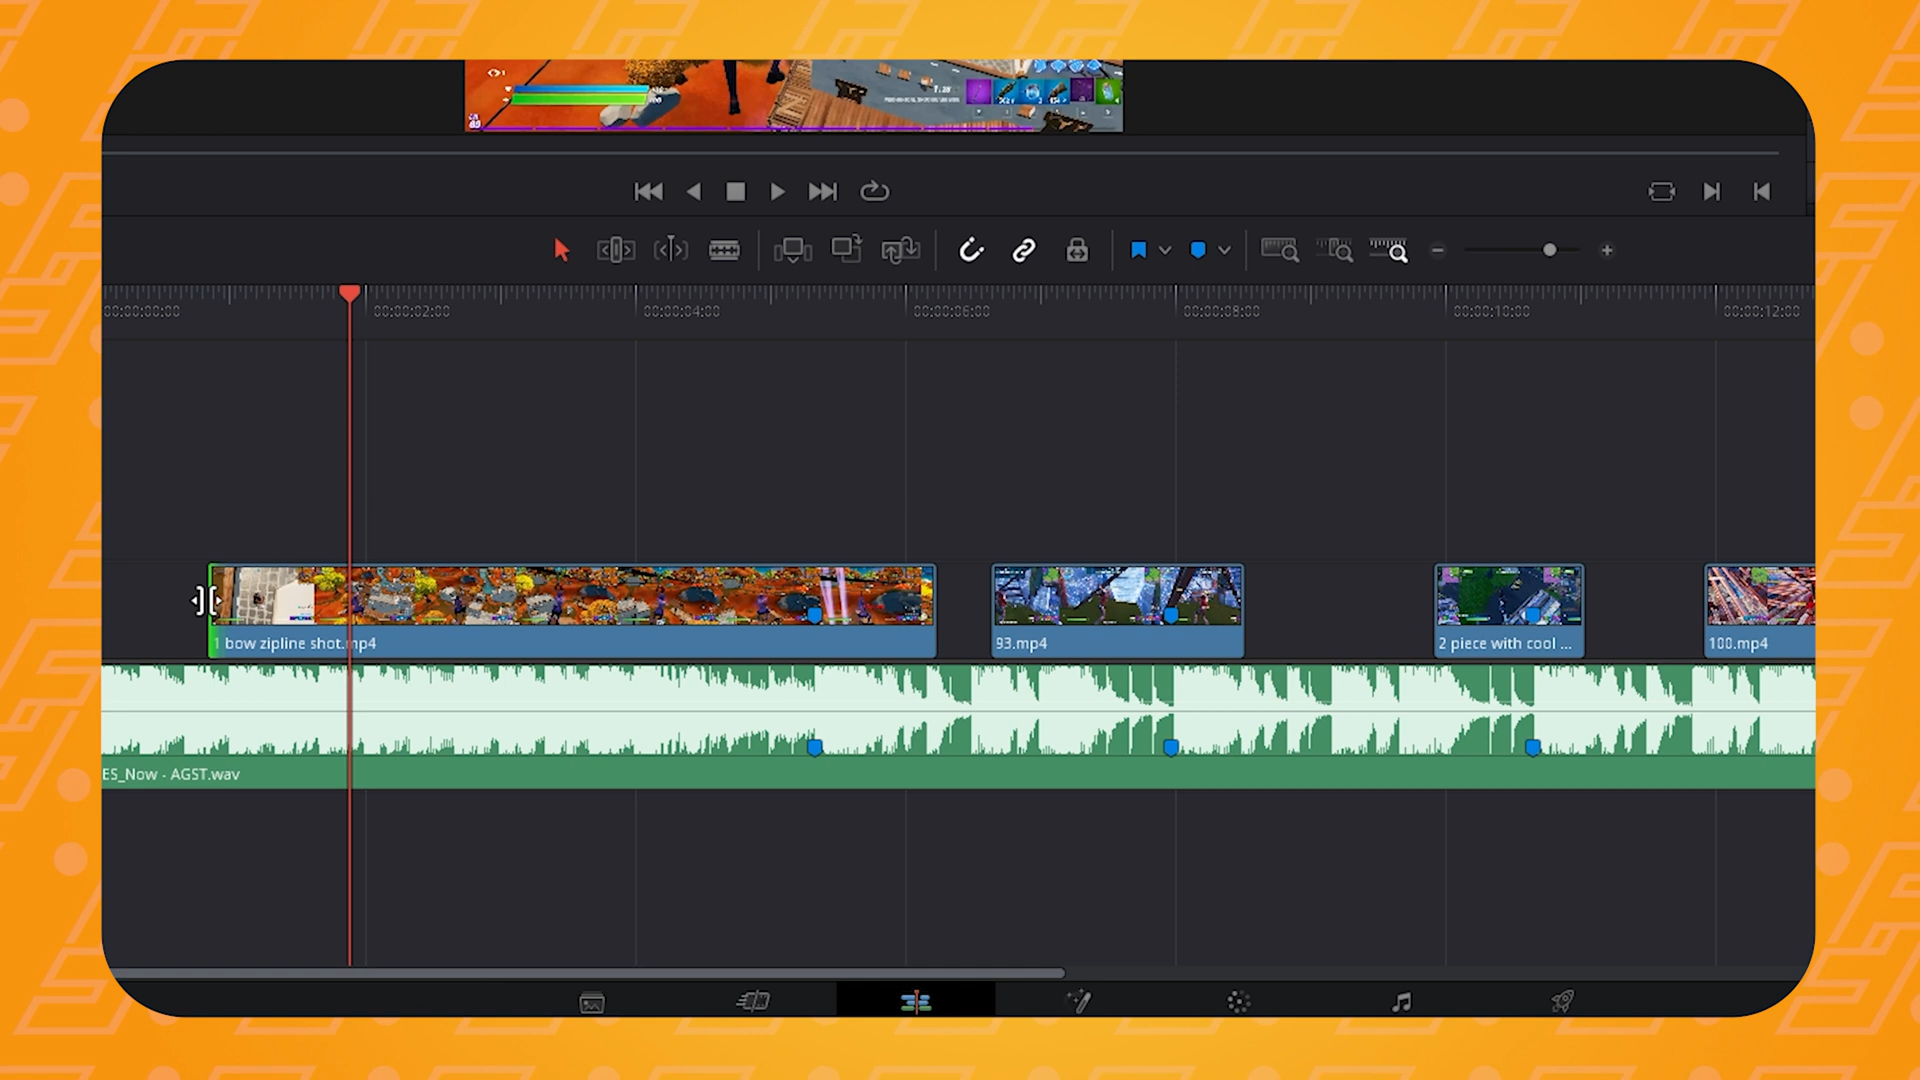 00:00:00:00
00:00:02:00
00:00:04:00
00:00:06:00
00:00:08:00
00:00:10:00
00:00:12:00
1 bow zipline shot.mp4
93.mp4
2 piece with cool ...
100.mp4
ES_Now - AGST.wav